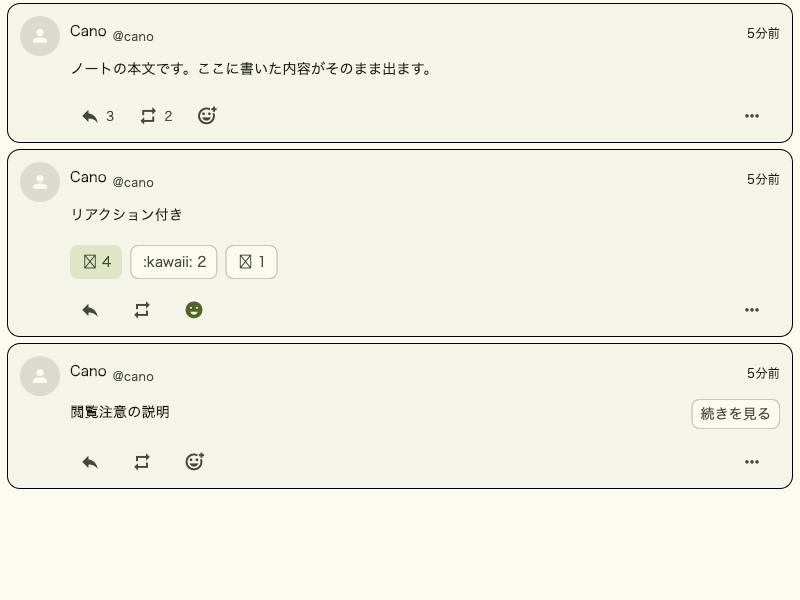 Cano @cano 5分前
ノートの本文です。ここに書いた内容がそのまま出ます。
3 2
Cano @cano 5分前
リアクション付き
4 :kawaii: 2 1
Cano @cano 5分前
閲覧注意の説明 続きを見る